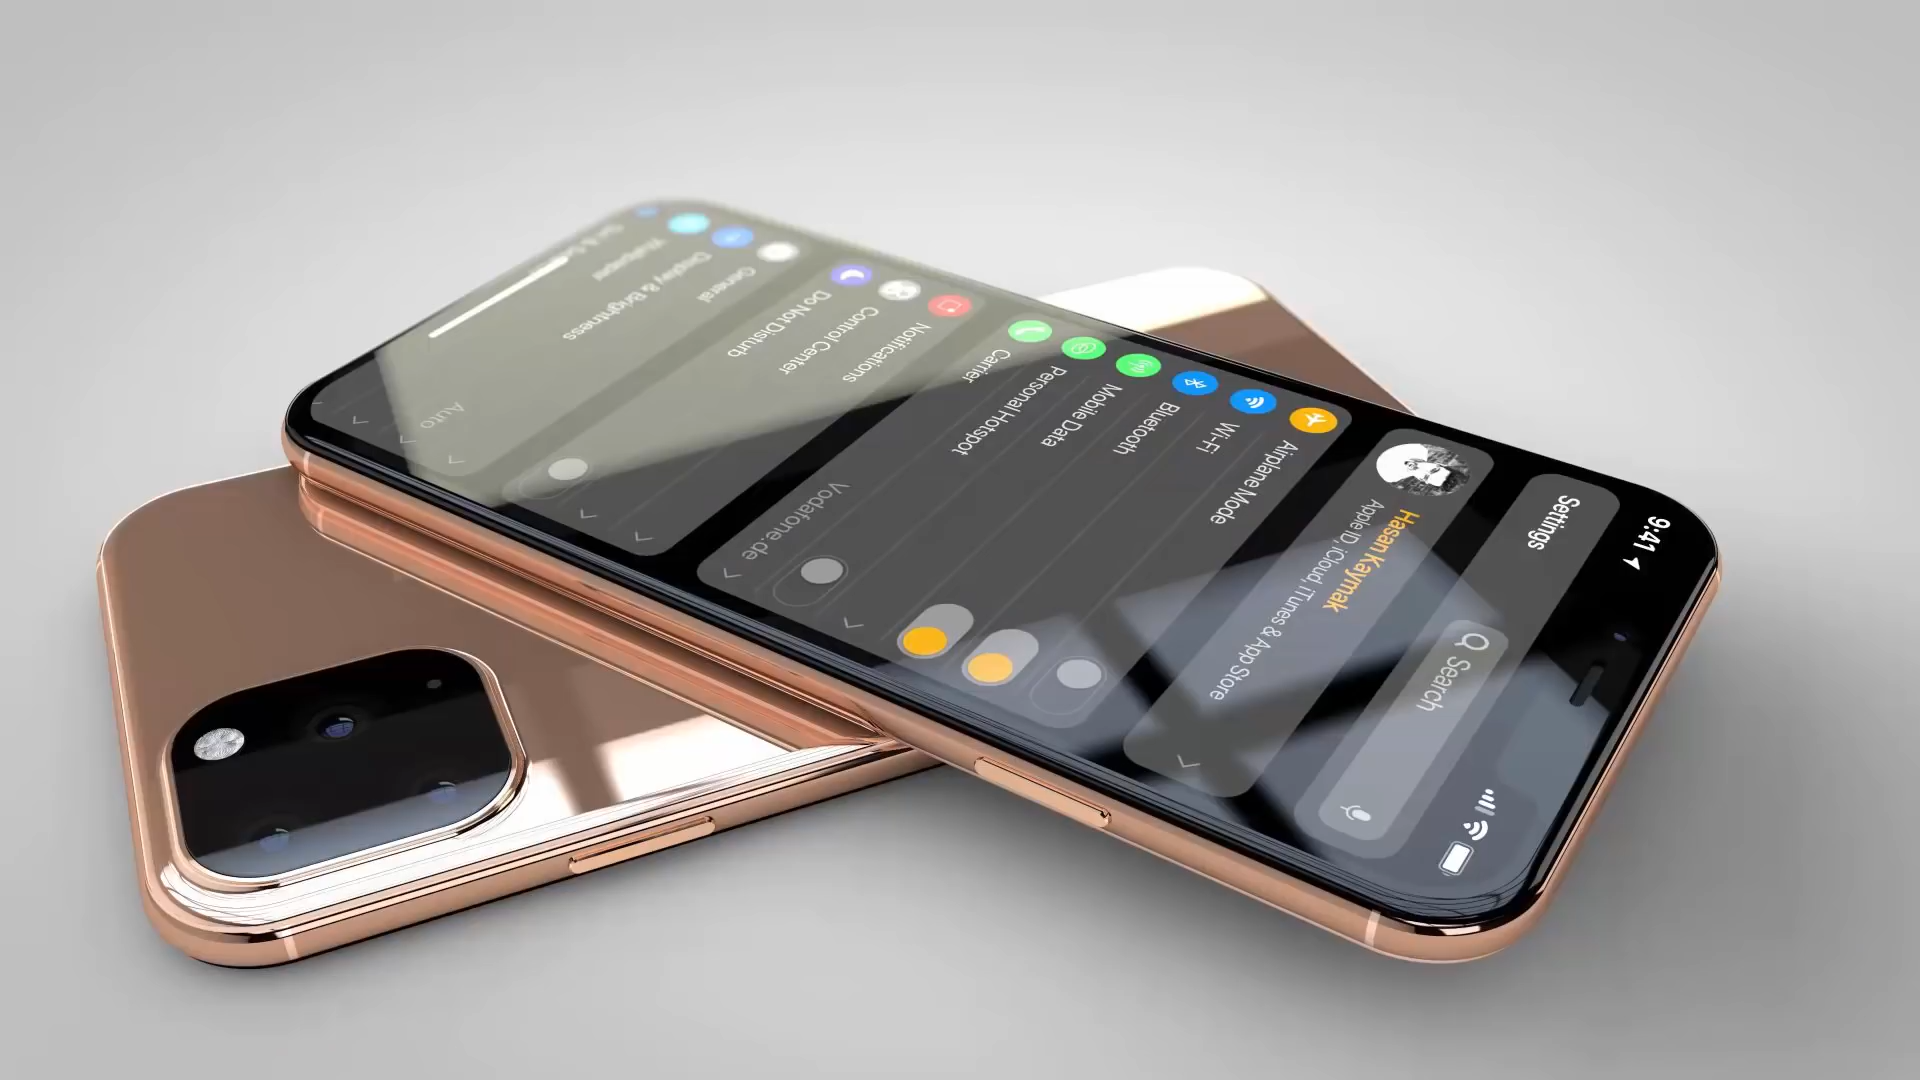 9:41
Settings
Search
Hasan Kaymak
Apple ID, iCloud, iTunes & App Store
Airplane Mode
Wi-Fi
Bluetooth
Mobile Data
Personal Hotspot
Carrier
Vodafone.de
Notifications
Control Center
Do Not Disturb
General
Display & Brightness
Wallpaper
Auto